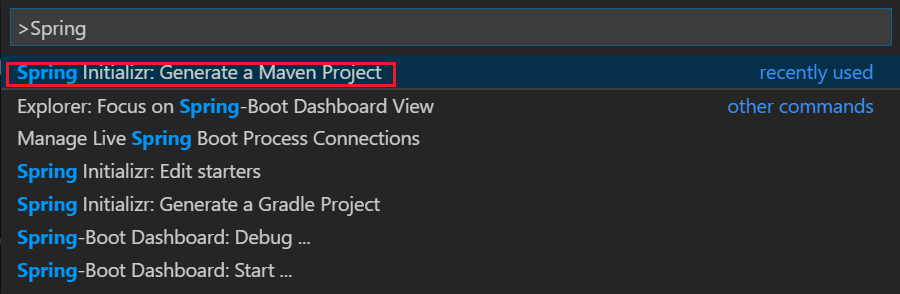 >Spring
Spring Initializr: Generate a Maven Project recently used
Explorer: Focus on Spring-Boot Dashboard View other commands
Manage Live Spring Boot Process Connections
Spring Initializr: Edit starters
Spring Initializr: Generate a Gradle Project
Spring-Boot Dashboard: Debug ...
Spring-Boot Dashboard: Start ...